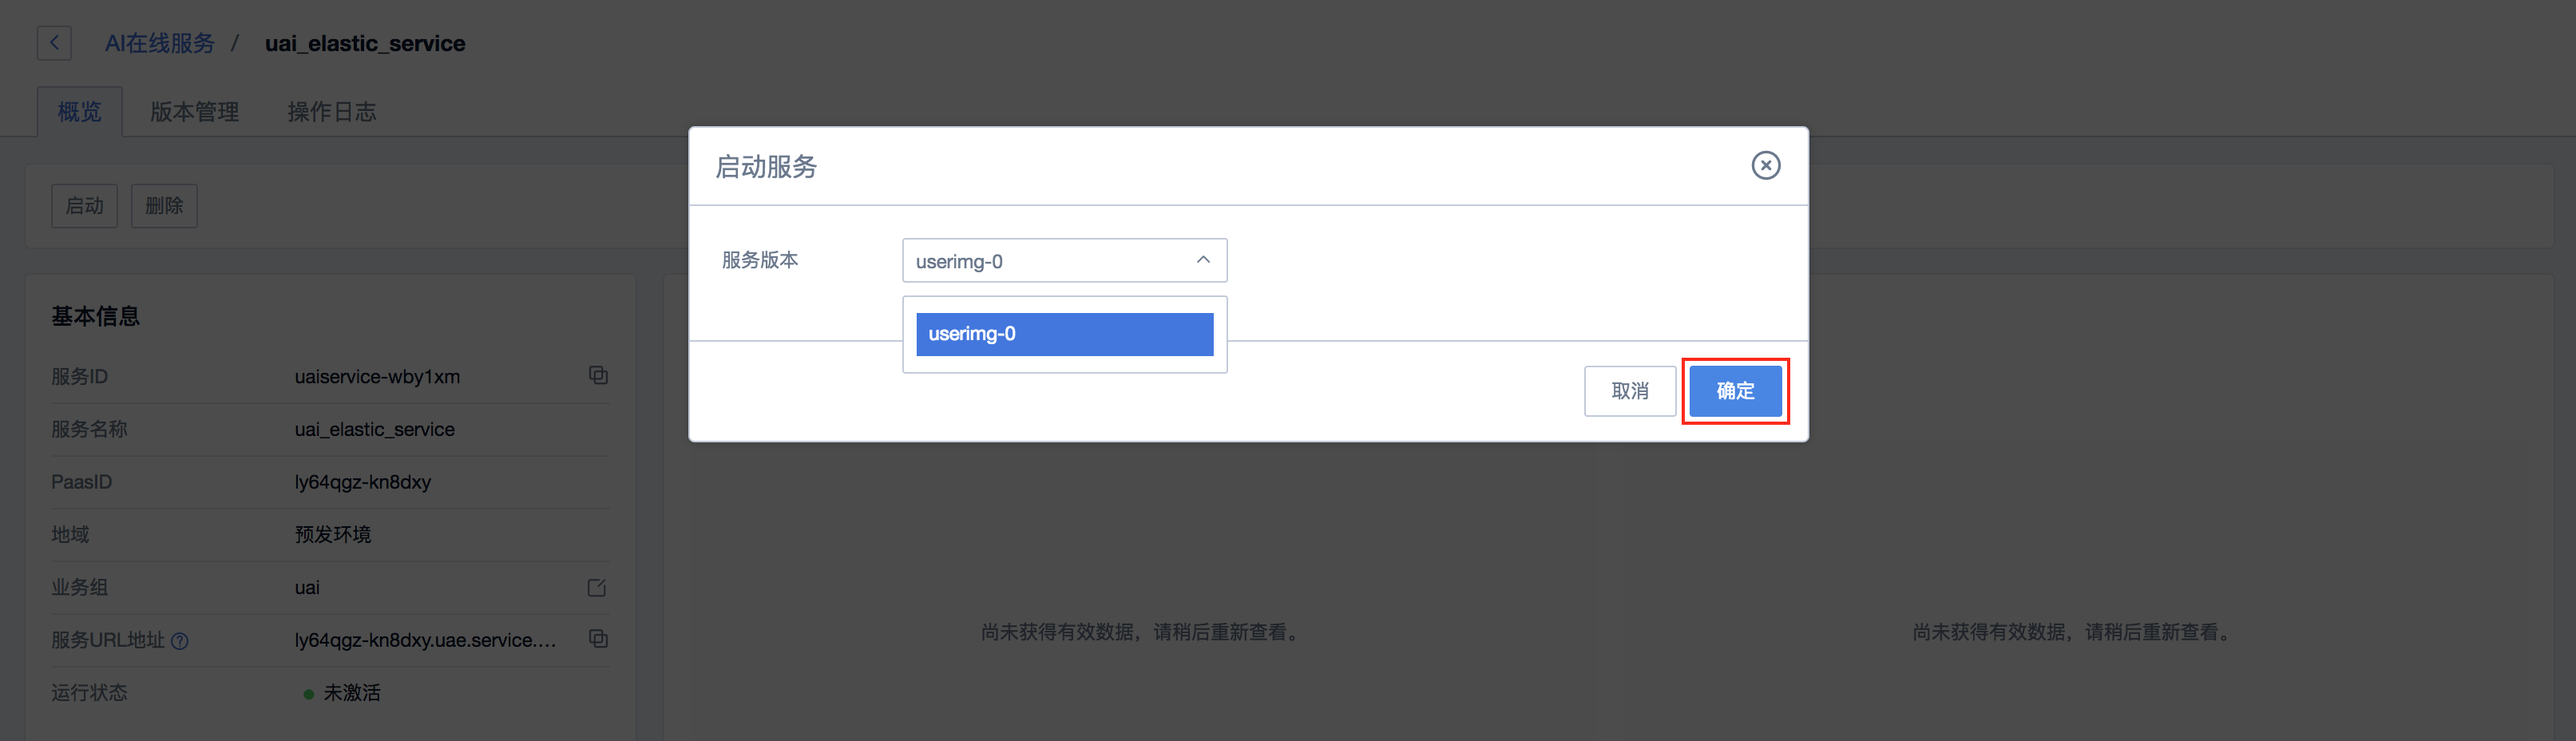 AI在线服务 / uai_elastic_service
概览 版本管理 操作日志
启动服务
启动 删除
服务版本 userimg-0
userimg-0
取消 确定
基本信息
服务ID uaiservice-wby1xm
服务名称 uai_elastic_service
PaasID ly64qgz-kn8dxy
地域 预发环境
业务组 uai
服务URL地址 ? ly64qgz-kn8dxy.uae.service....
运行状态 未激活
尚未获得有效数据，请稍后重新查看。
尚未获得有效数据，请稍后重新查看。